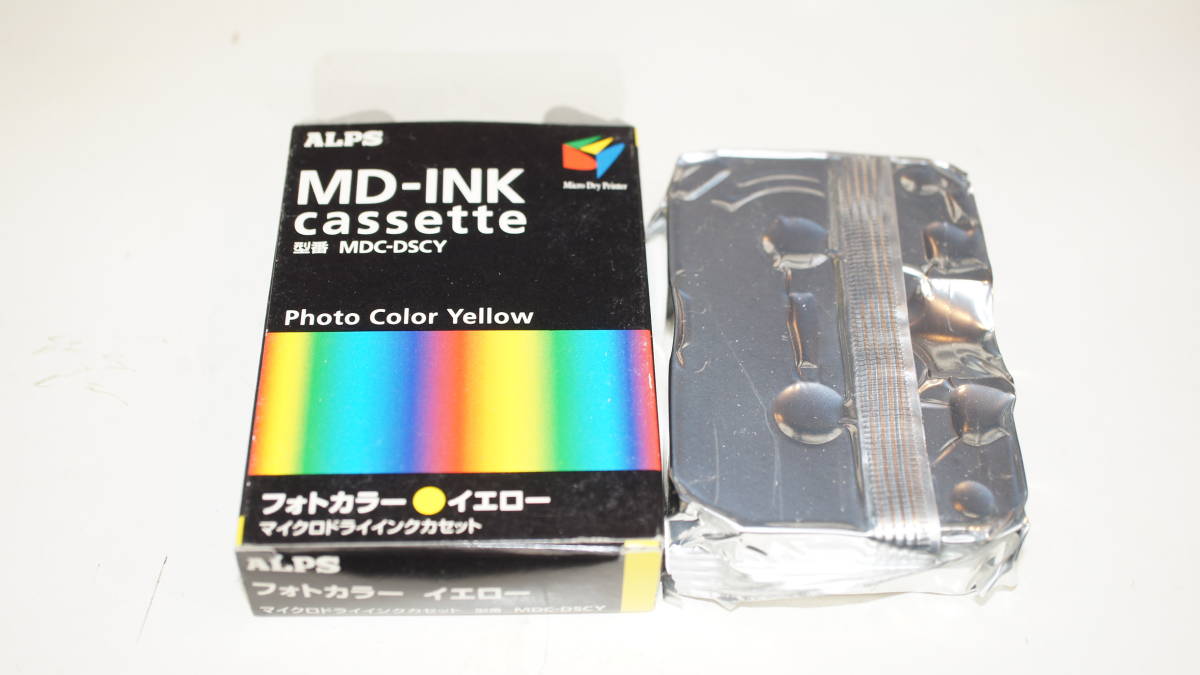 ALPS
Micro Dry Printer
MD-INK
cassette
型番 MDC-DSCY
Photo Color Yellow
フォトカラー イエロー
マイクロドライインクカセット
ALPS
フォトカラー イエロー
マイクロドライインクカセット 型番 MDC-DSCY